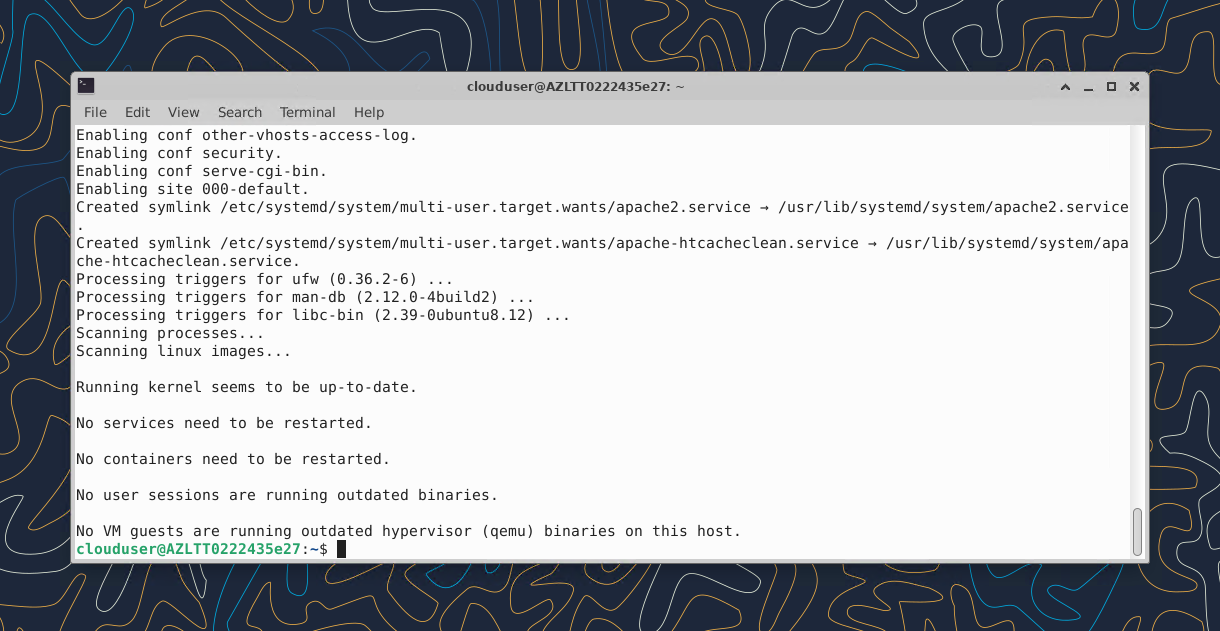 clouduser@AZLTT0222435e27: ~
File Edit View Search Terminal Help
Enabling conf other-vhosts-access-log.
Enabling conf security.
Enabling conf serve-cgi-bin.
Enabling site 000-default.
Created symlink /etc/systemd/system/multi-user.target.wants/apache2.service → /usr/lib/systemd/system/apache2.service
.
Created symlink /etc/systemd/system/multi-user.target.wants/apache-htcacheclean.service → /usr/lib/systemd/system/apa
che-htcacheclean.service.
Processing triggers for ufw (0.36.2-6) ...
Processing triggers for man-db (2.12.0-4build2) ...
Processing triggers for libc-bin (2.39-0ubuntu8.12) ...
Scanning processes...
Scanning linux images...
Running kernel seems to be up-to-date.
No services need to be restarted.
No containers need to be restarted.
No user sessions are running outdated binaries.
No VM guests are running outdated hypervisor (qemu) binaries on this host.
clouduser@AZLTT0222435e27:~$